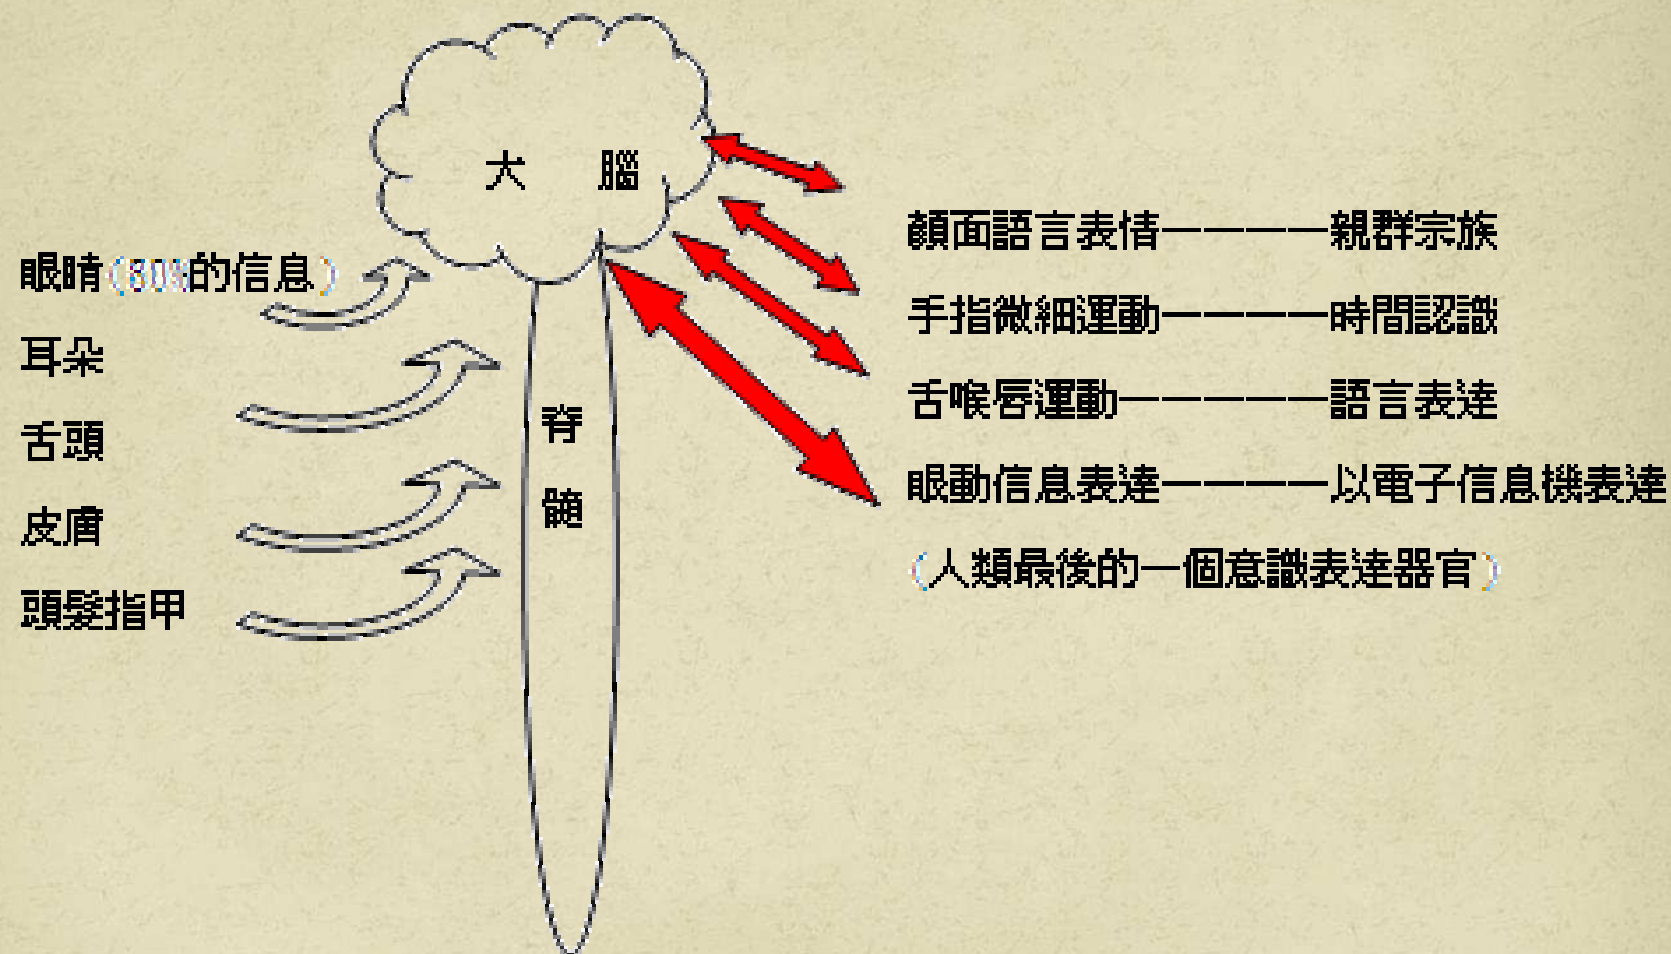 大 腦
眼睛(80%的信息)
耳朵
舌頭
皮膚
頭髮指甲
脊
髓
顏面語言表情————親群宗族
手指微細運動————時間認識
舌喉唇運動—————語言表達
眼動信息表達————以電子信息機表達
(人類最後的一個意識表達器官)